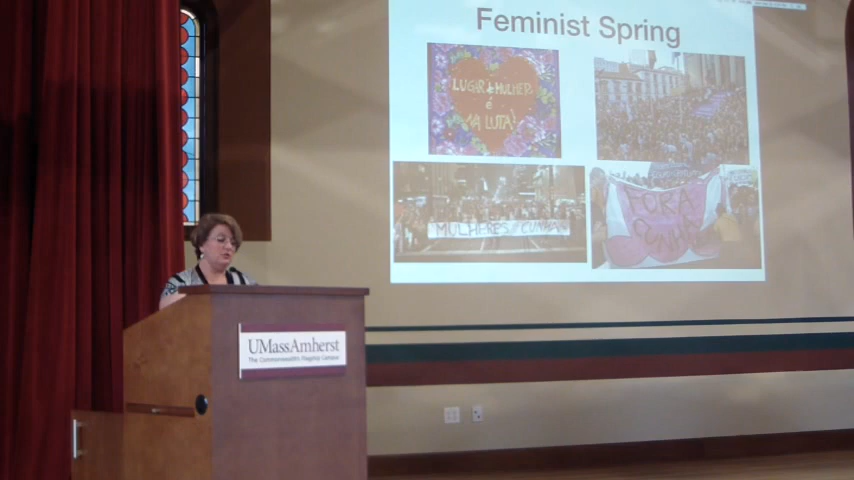 Feminist Spring
LUGAR de MULHER
é
NA LUTA!
MULHERES
CUNHA
FORA
CUNHA
UMassAmherst
The Commonwealth's Flagship Campus